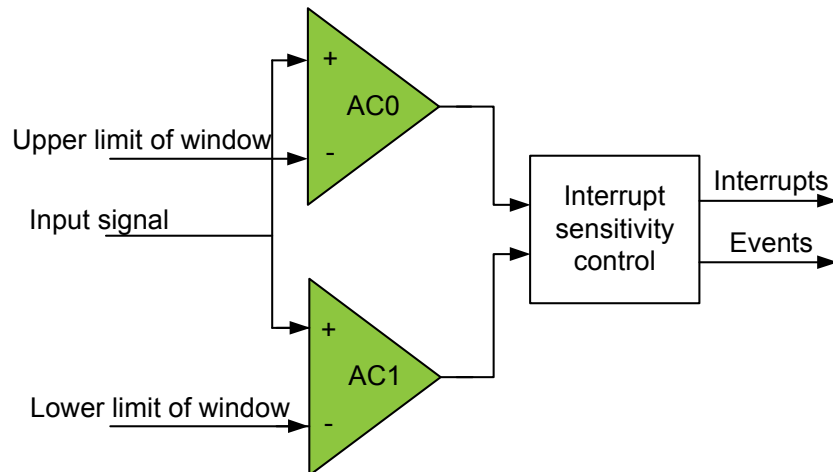 +
AC0
-
Upper limit of window
Input signal
Interrupt
sensitivity
control
Interrupts
Events
+
AC1
-
Lower limit of window